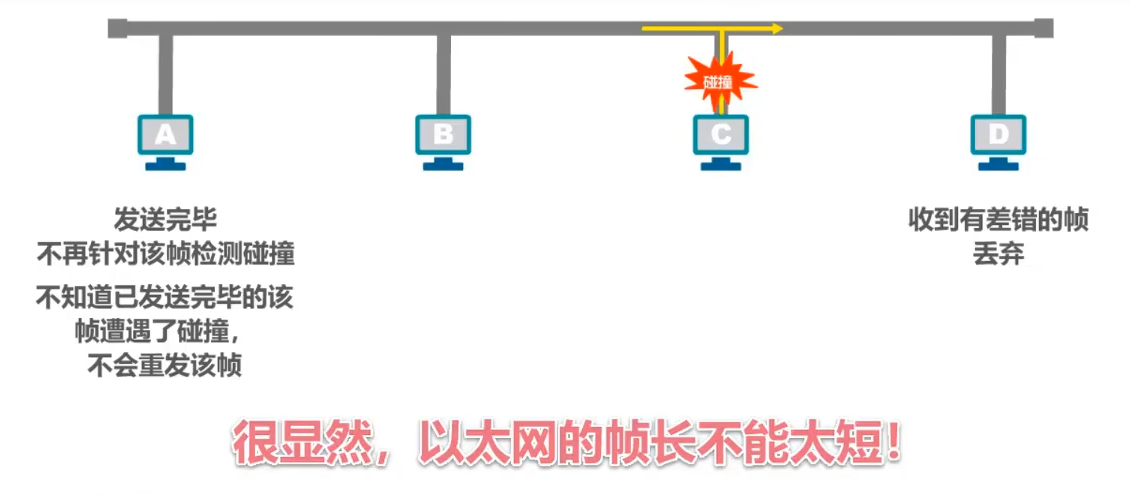 碰撞
A
B
C
D
发送完毕
不再针对该帧检测碰撞
不知道已发送完毕的该
帧遭遇了碰撞，
不会重发该帧
收到有差错的帧
丢弃
很显然，以太网的帧长不能太短！